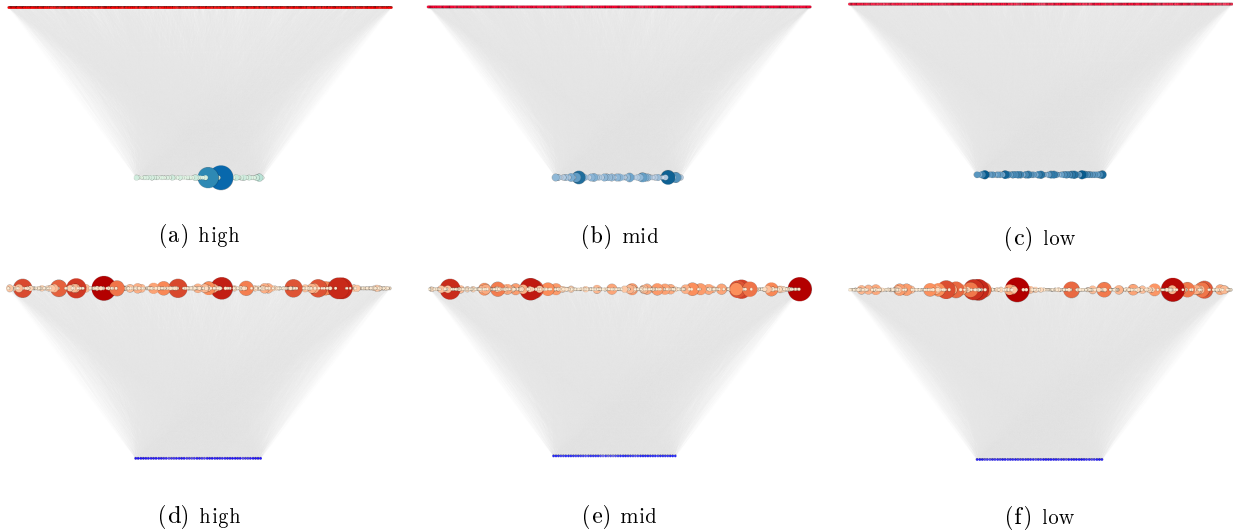 (a) high
(b) mid
(c) low
(d) high
(e) mid
(f) low